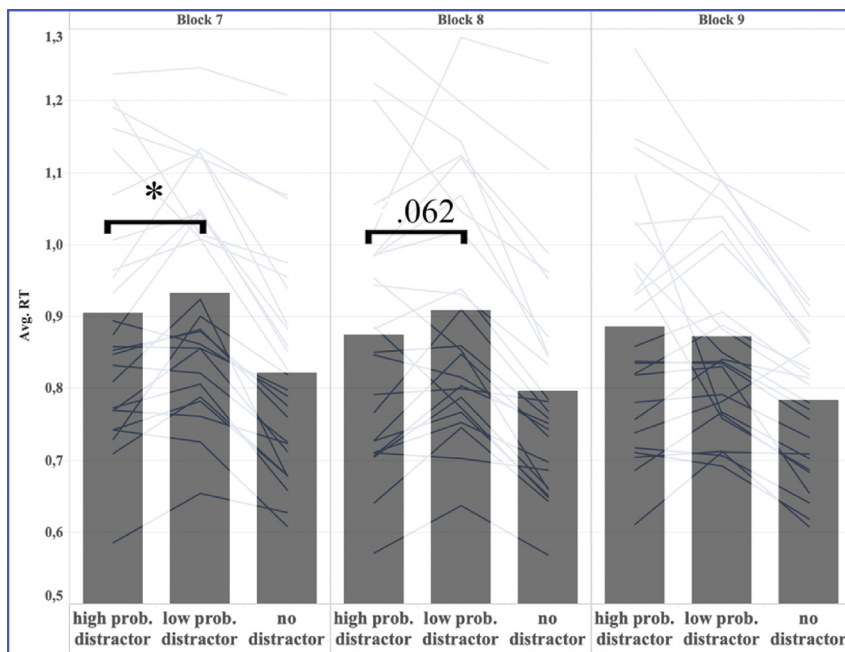 Block 7
Block 8
Block 9
1,3
1,2
1,1
1,0
0,9
0,8
0,7
0,6
0,5
Avg. RT
*
.062
high prob. distractor
low prob. distractor
no distractor
high prob. distractor
low prob. distractor
no distractor
high prob. distractor
low prob. distractor
no distractor